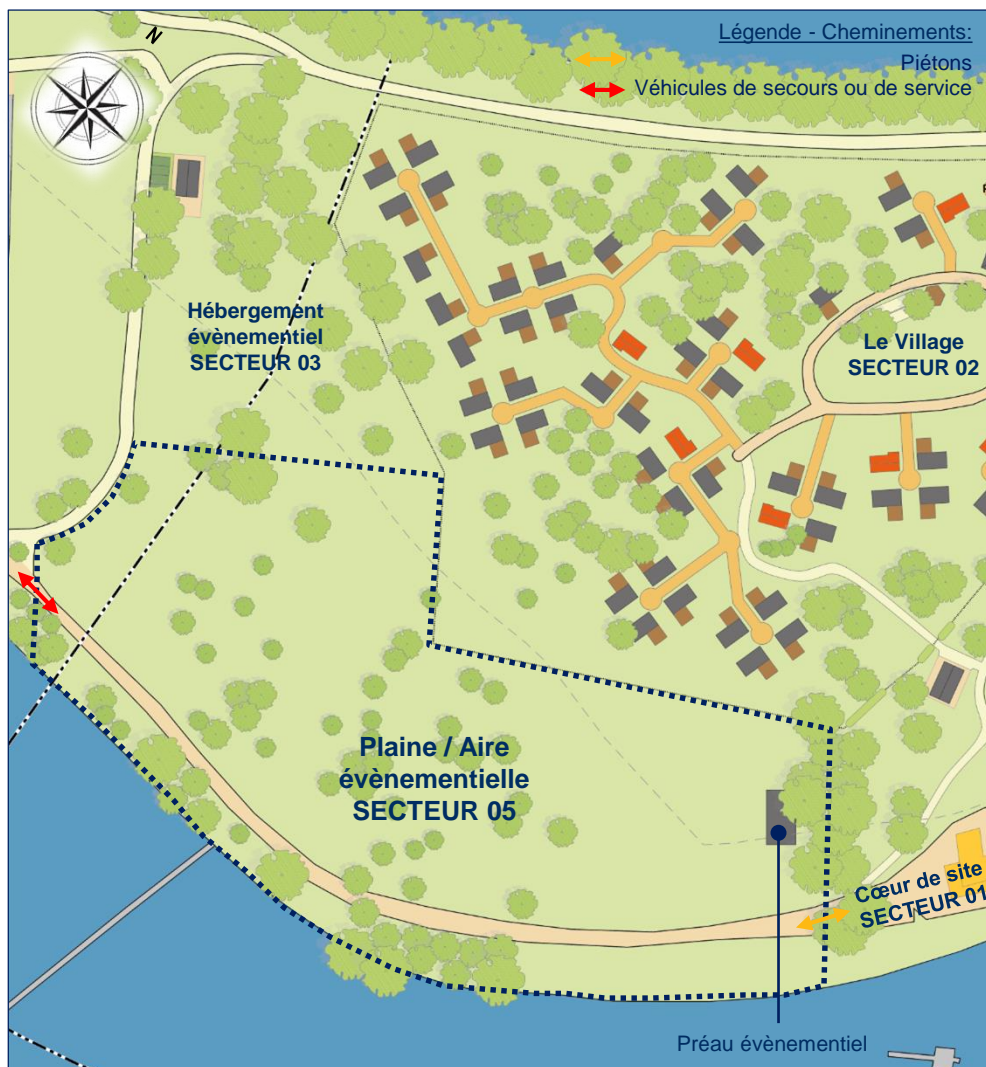 N
Légende - Cheminements:
Piétons
Véhicules de secours ou de service
Hébergement
évènementiel
SECTEUR 03
Le Village
SECTEUR 02
Plaine / Aire
évènementielle
SECTEUR 05
Cœur de site
SECTEUR 01
Préau évènementiel